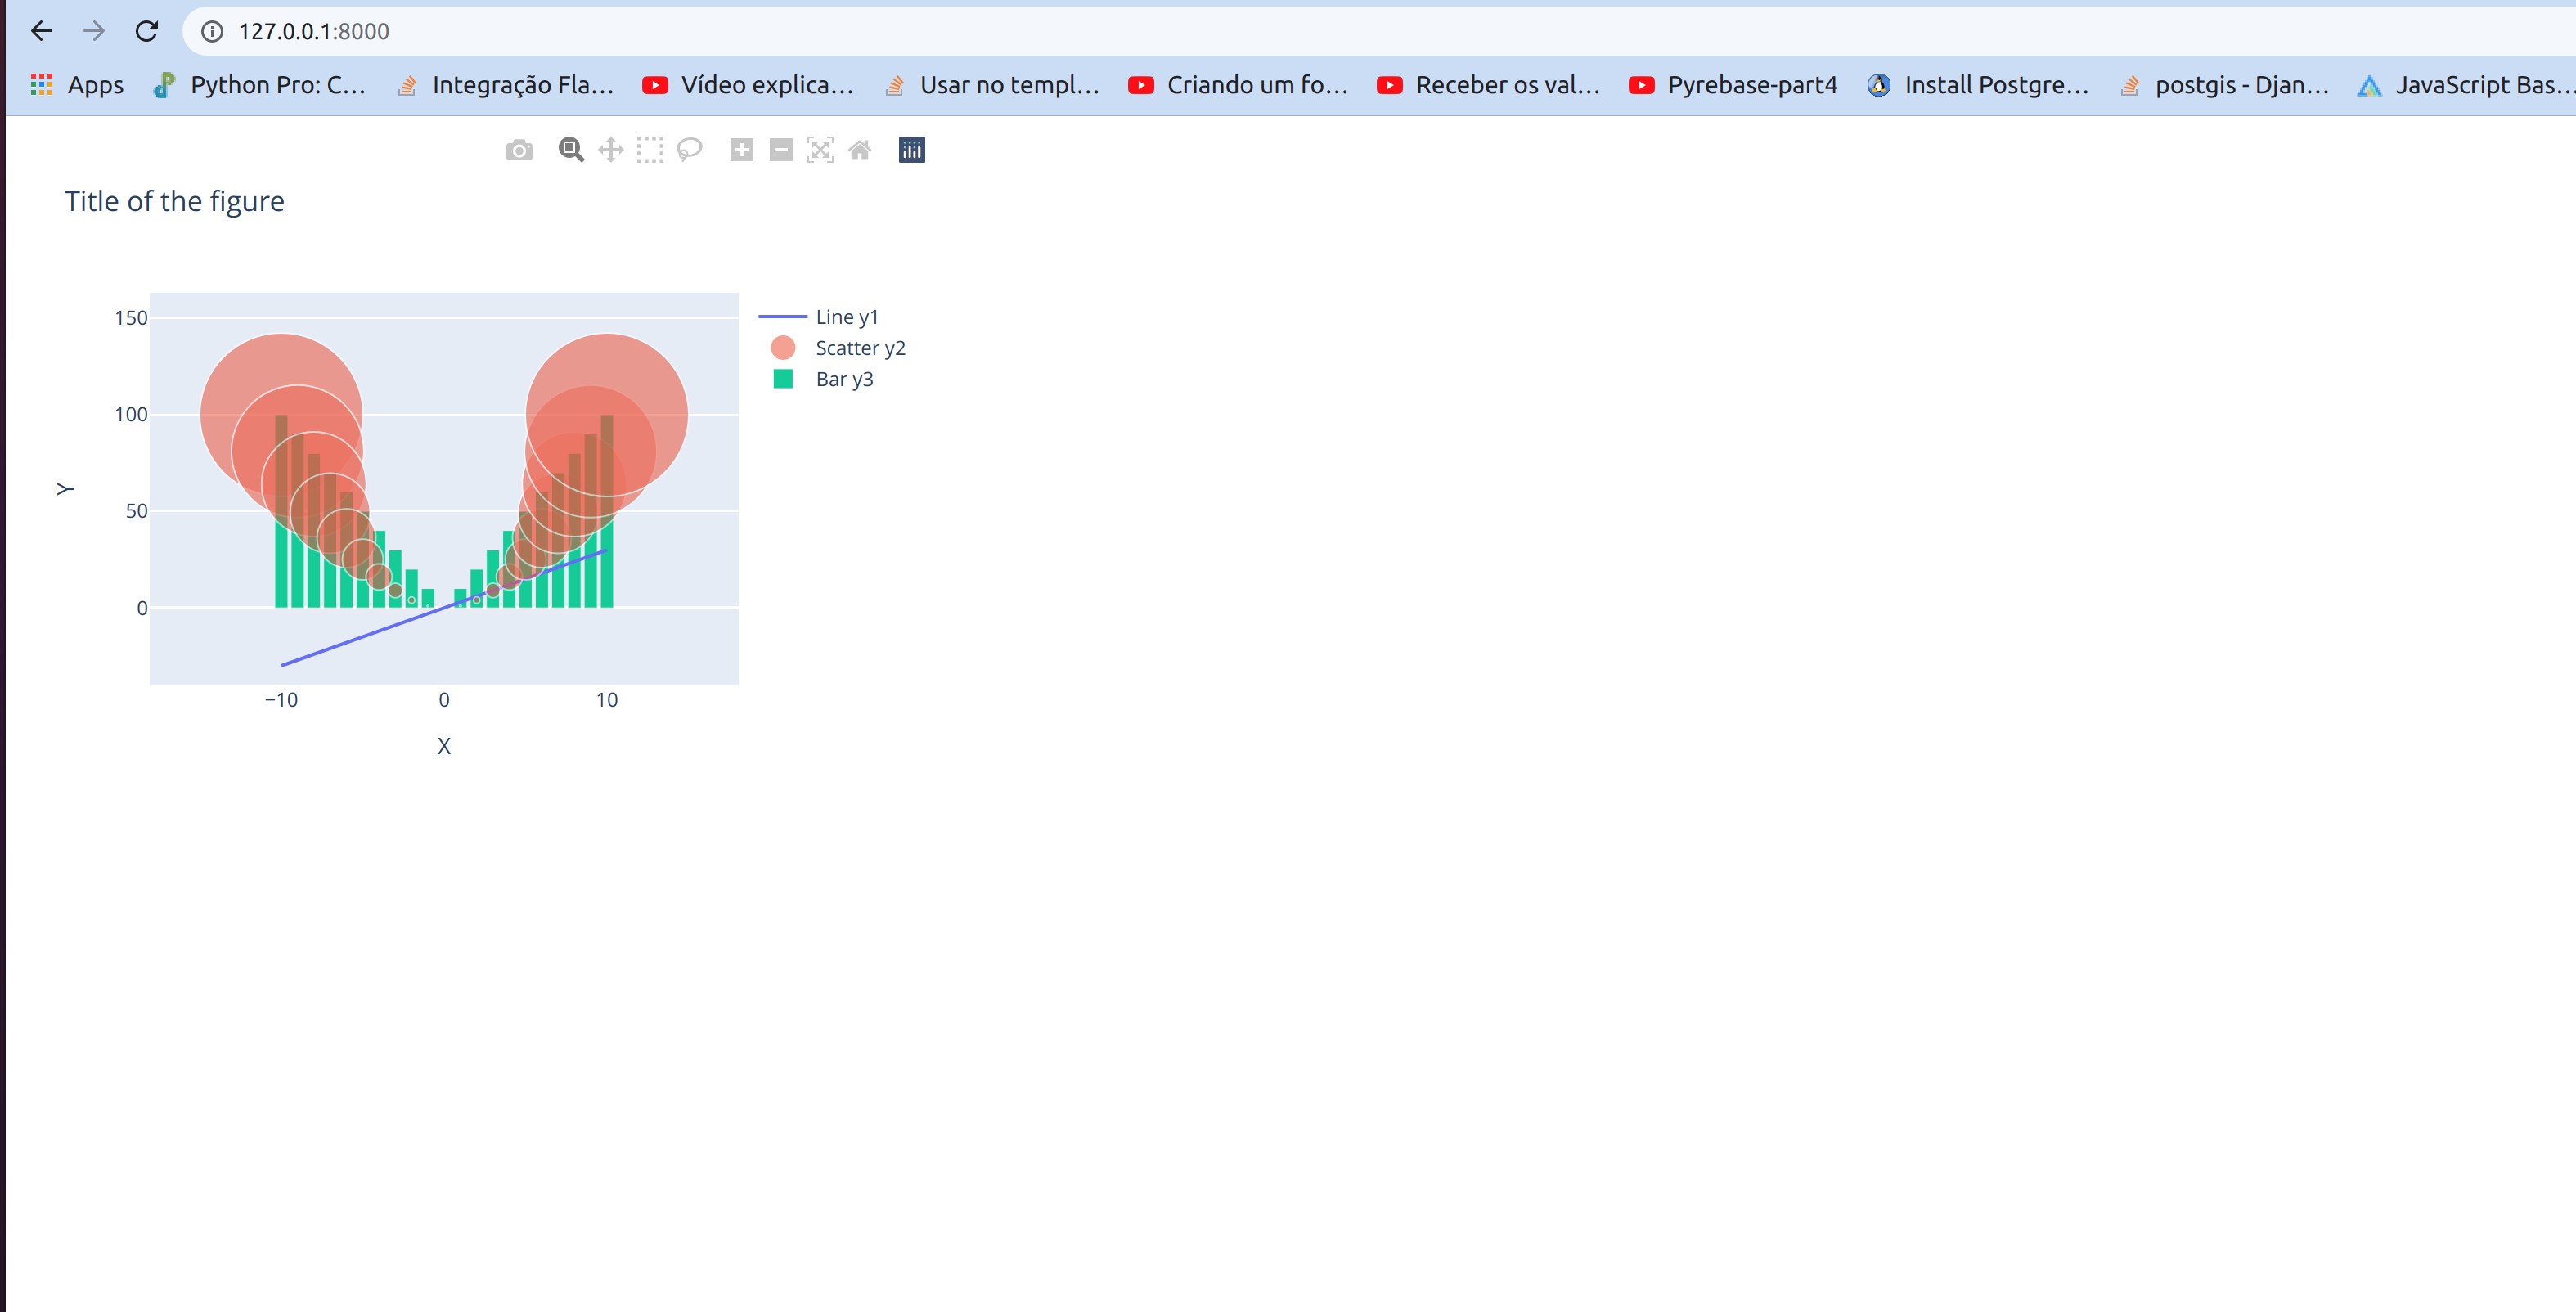 127.0.0.1:8000
Apps Python Pro: C... Integração Fla... Vídeo explica... Usar no templ... Criando um fo... Receber os val... Pyrebase-part4 Install Postgre... postgis - Djan... JavaScript Bas...
Title of the figure
150
100
50
0
Y
−10 0 10
X
Line y1
Scatter y2
Bar y3